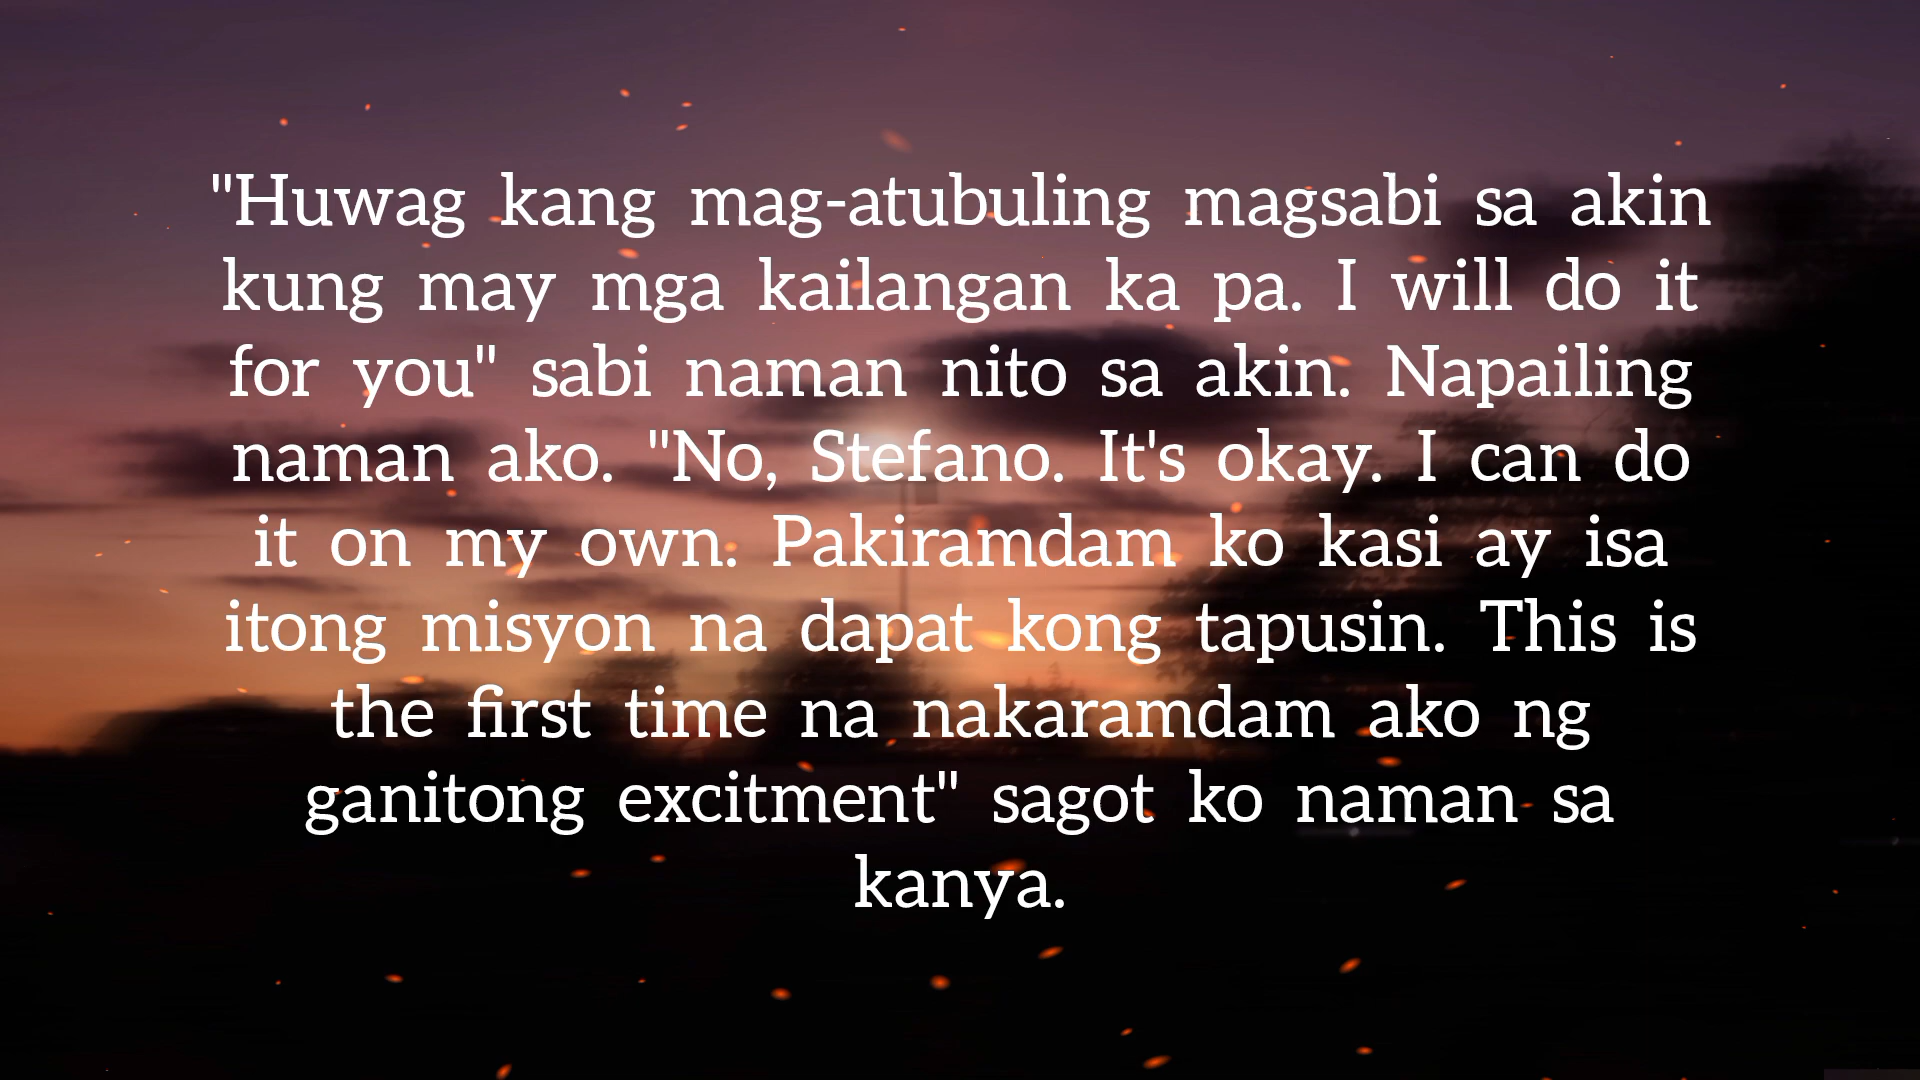 "Huwag kang mag-atubuling magsabi sa akin
kung may mga kailangan ka pa. I will do it
for you" sabi naman nito sa akin. Napailing
naman ako. "No, Stefano. It's okay. I can do
it on my own. Pakiramdam ko kasi ay isa
itong misyon na dapat kong tapusin. This is
the first time na nakaramdam ako ng
ganitong excitment" sagot ko naman sa
kanya.